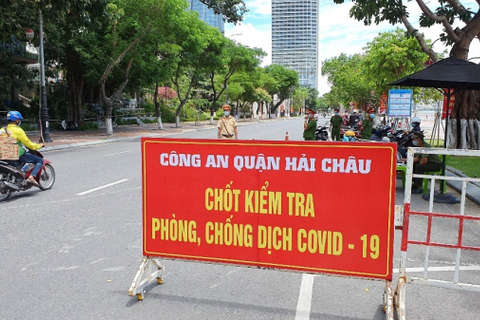 CÔNG AN QUẬN HẢI CHÂU
CHỐT KIỂM TRA
PHÒNG, CHỐNG DỊCH COVID - 19